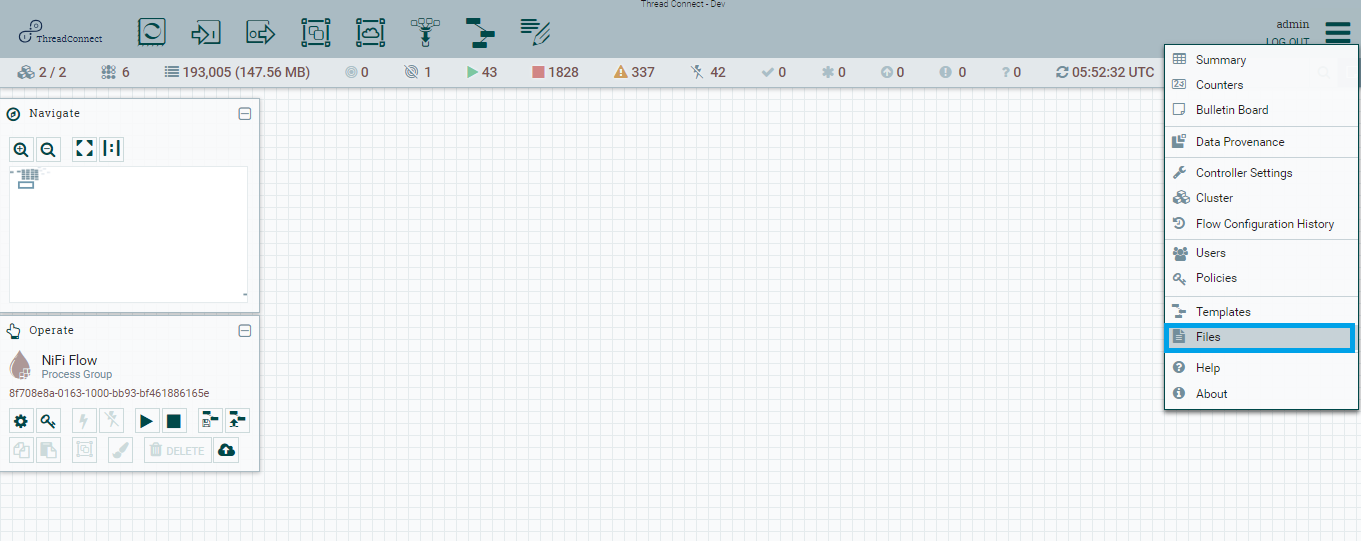 Thread Connect - Dev
ThreadConnect
admin
LOG OUT
2 / 2 6 193,005 (147.56 MB) 0 1 43 1828 337 42 0 0 0 0 ? 0 05:52:32 UTC
Summary
Counters
Bulletin Board
Data Provenance
Controller Settings
Cluster
Flow Configuration History
Users
Policies
Templates
Files
Help
About
Navigate
Operate
NiFi Flow
Process Group
8f708e8a-0163-1000-bb93-bf461886165e
DELETE